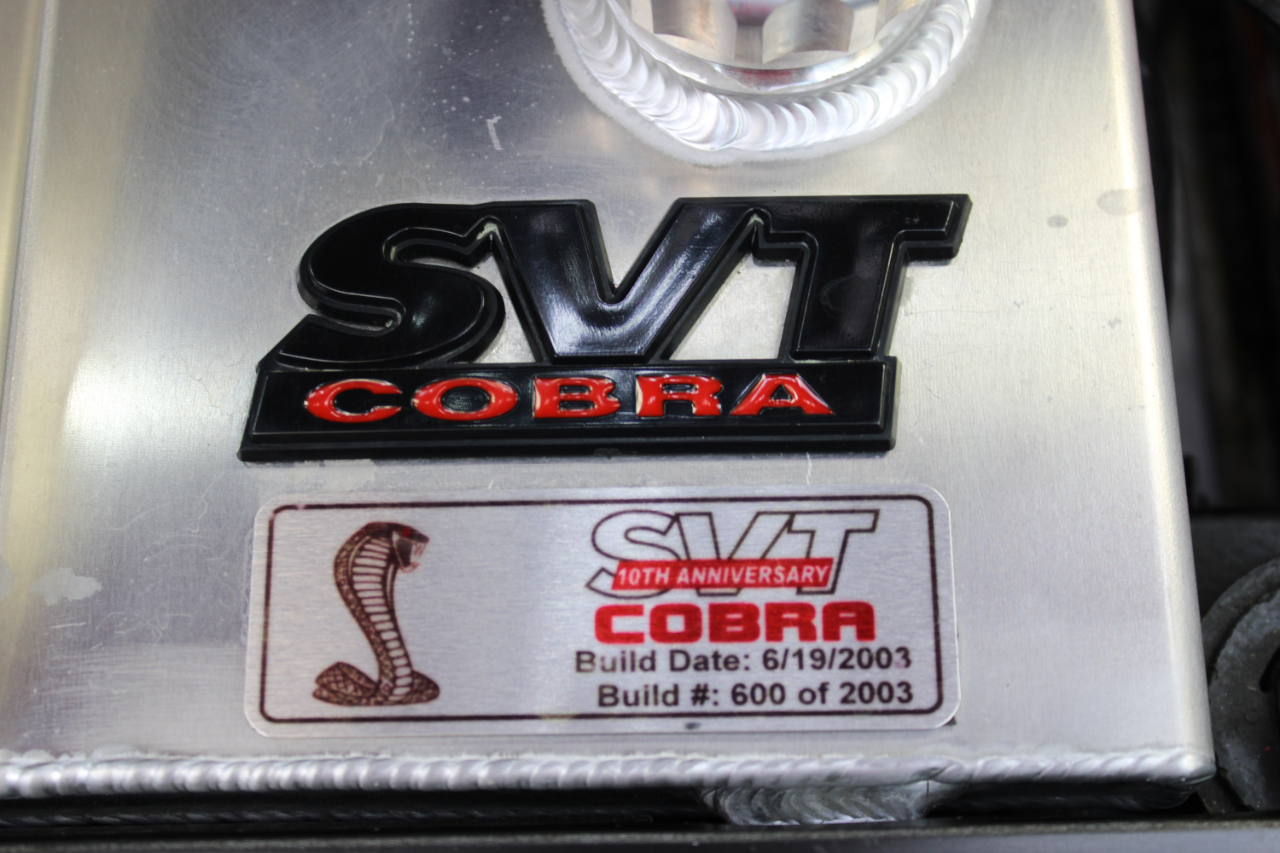 SVT
COBRA
SVT
10TH ANNIVERSARY
COBRA
Build Date: 6/19/2003
Build #: 600 of 2003